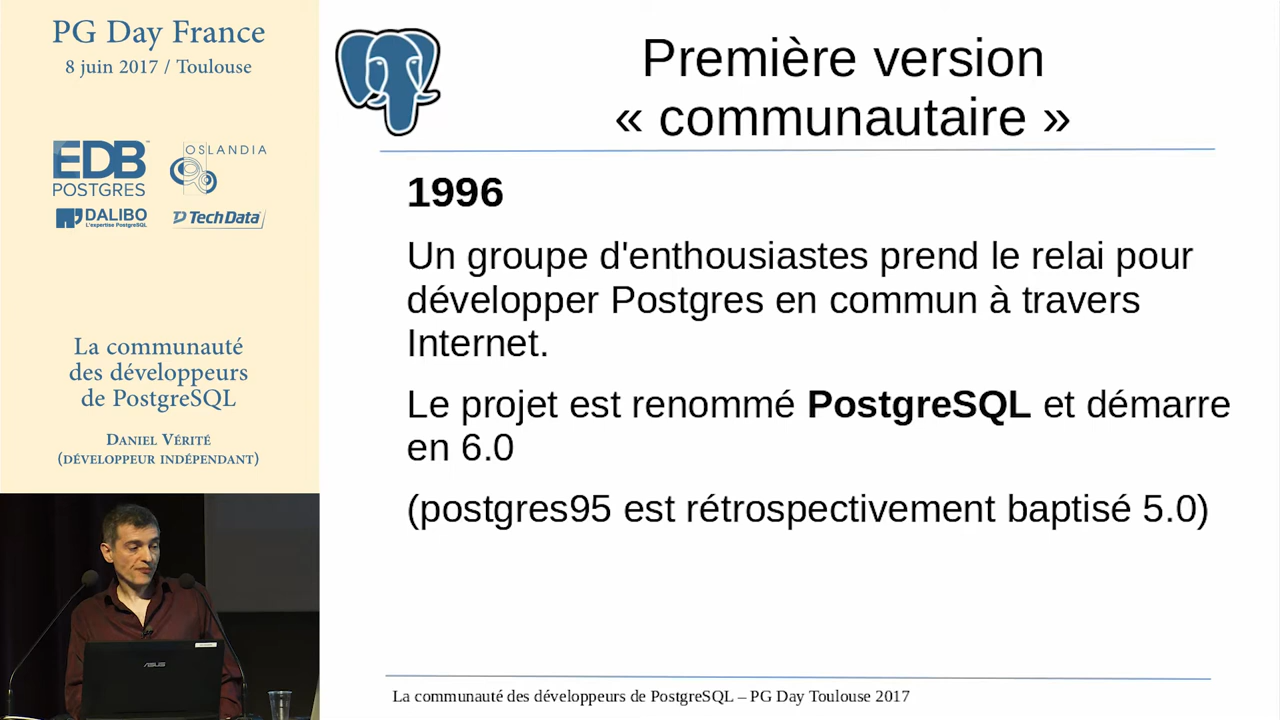 PG Day France
8 juin 2017 / Toulouse
EDB
POSTGRES
OSLANDIA
DALIBO
L'expertise PostgreSQL
TechData
La communauté
des développeurs
de PostgreSQL
Daniel Vérité
(développeur indépendant)
Première version
« communautaire »
1996
Un groupe d'enthousiastes prend le relai pour
développer Postgres en commun à travers
Internet.
Le projet est renommé PostgreSQL et démarre
en 6.0
(postgres95 est rétrospectivement baptisé 5.0)
La communauté des développeurs de PostgreSQL – PG Day Toulouse 2017
ASUS